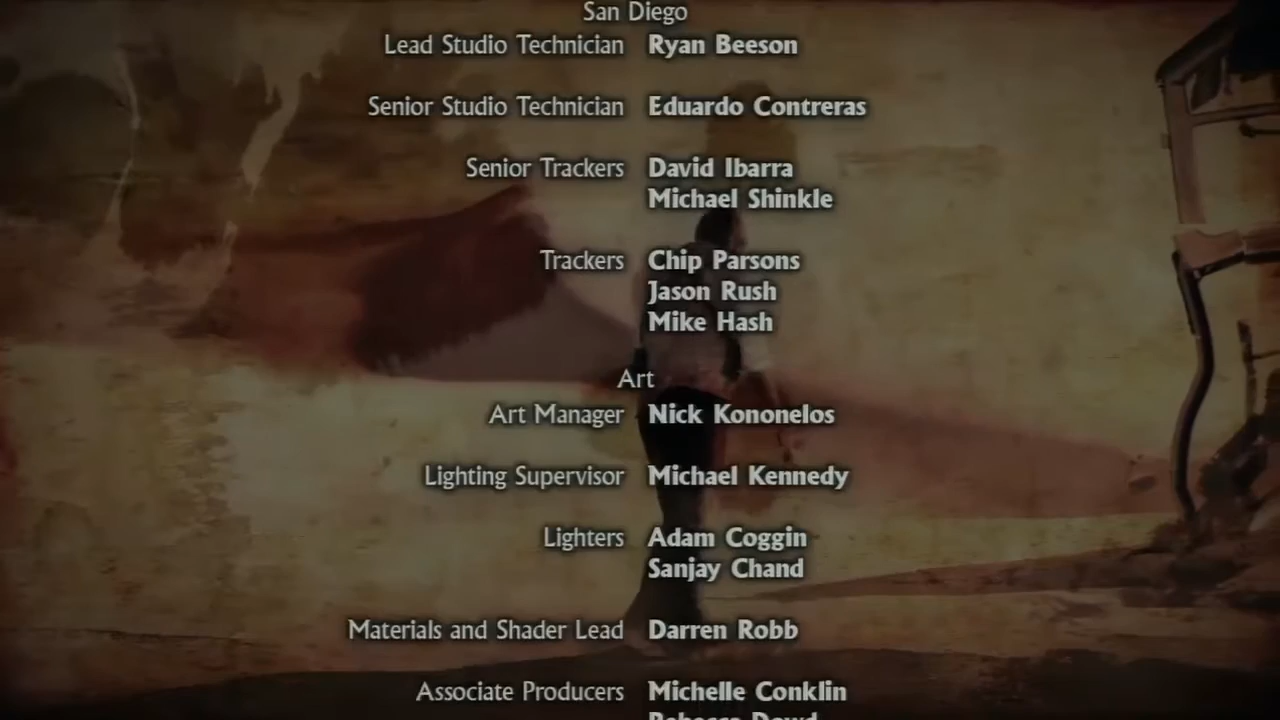 San Diego
Lead Studio Technician Ryan Beeson
Senior Studio Technician Eduardo Contreras
Senior Trackers David Ibarra
Michael Shinkle
Trackers Chip Parsons
Jason Rush
Mike Hash
Art
Art Manager Nick Kononelos
Lighting Supervisor Michael Kennedy
Lighters Adam Coggin
Sanjay Chand
Materials and Shader Lead Darren Robb
Associate Producers Michelle Conklin
Rebecca Dowd